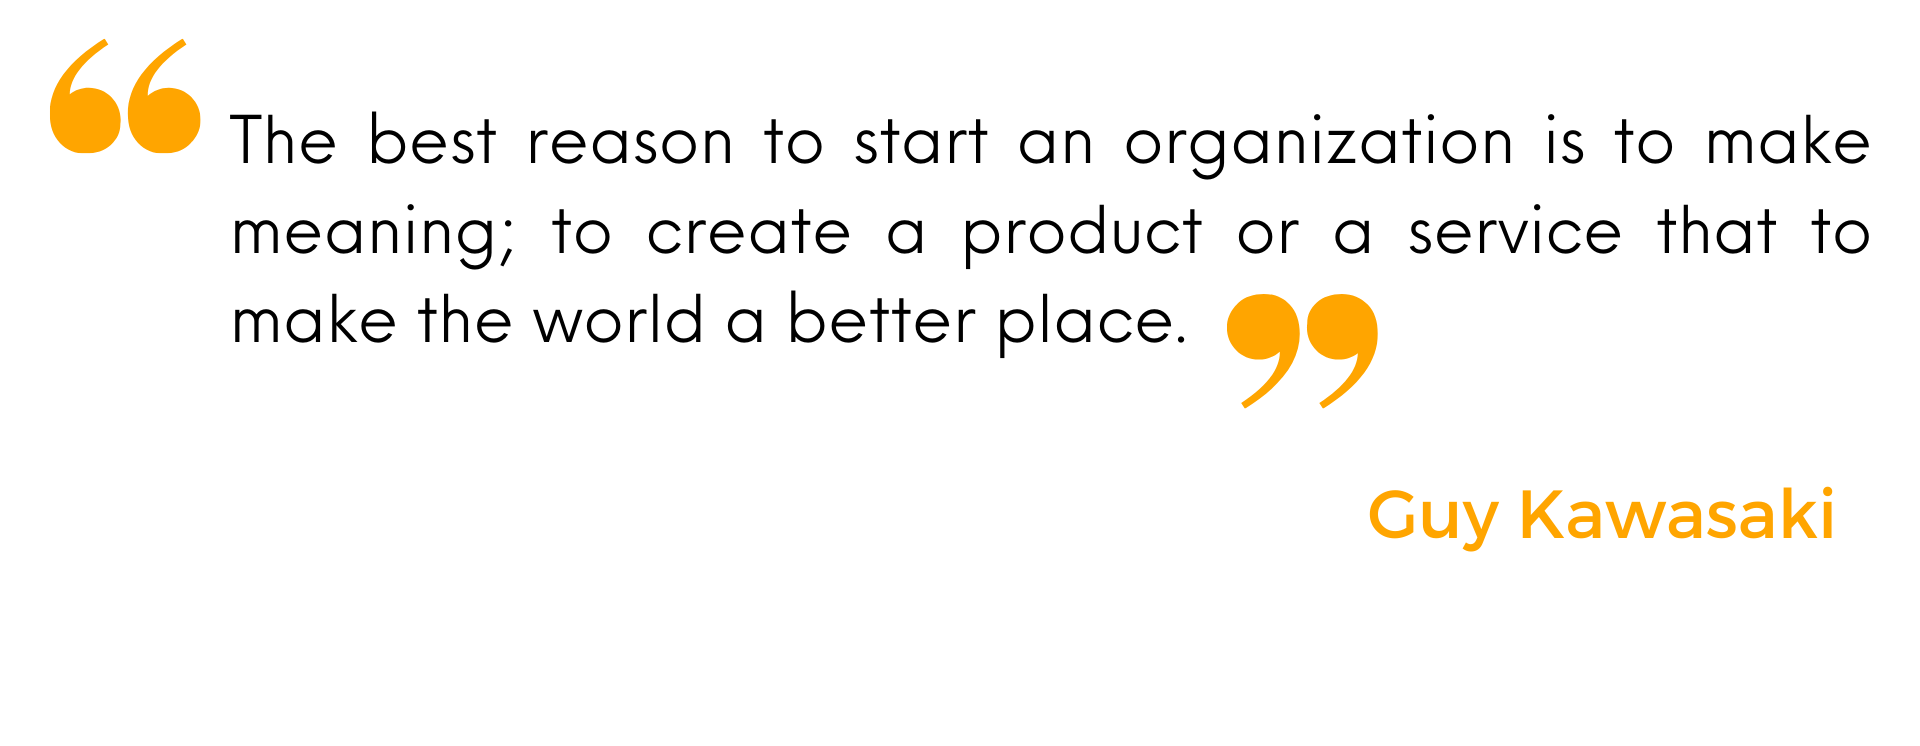 “The best reason to start an organization is to make
meaning; to create a product or a service that to
make the world a better place.”
Guy Kawasaki